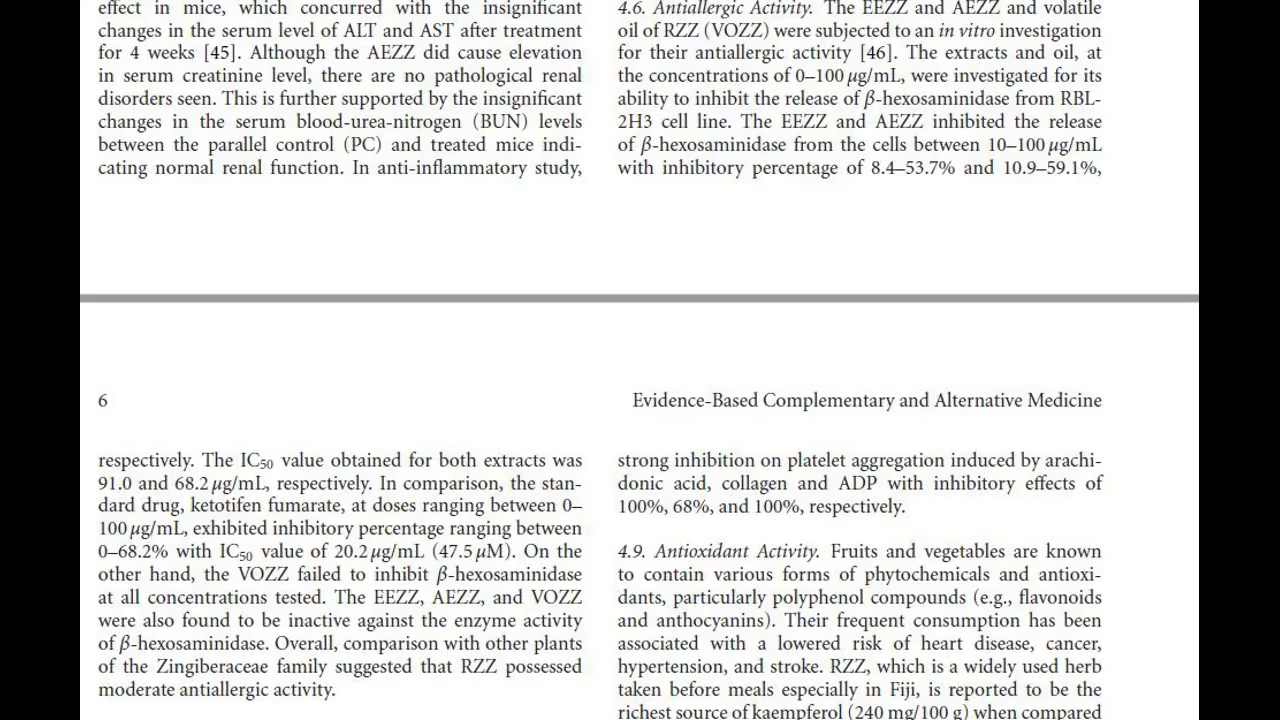 effect in mice, which concurred with the insignificant
changes in the serum level of ALT and AST after treatment
for 4 weeks [45]. Although the AEZZ did cause elevation
in serum creatinine level, there are no pathological renal
disorders seen. This is further supported by the insignificant
changes in the serum blood-urea-nitrogen (BUN) levels
between the parallel control (PC) and treated mice indi-
cating normal renal function. In anti-inflammatory study,
4.6. Antiallergic Activity. The EEZZ and AEZZ and volatile
oil of RZZ (VOZZ) were subjected to an in vitro investigation
for their antiallergic activity [46]. The extracts and oil, at
the concentrations of 0–100 μg/mL, were investigated for its
ability to inhibit the release of β-hexosaminidase from RBL-
2H3 cell line. The EEZZ and AEZZ inhibited the release
of β-hexosaminidase from the cells between 10–100 μg/mL
with inhibitory percentage of 8.4–53.7% and 10.9–59.1%,
6
Evidence-Based Complementary and Alternative Medicine
respectively. The IC50 value obtained for both extracts was
91.0 and 68.2 μg/mL, respectively. In comparison, the stan-
dard drug, ketotifen fumarate, at doses ranging between 0–
100 μg/mL, exhibited inhibitory percentage ranging between
0–68.2% with IC50 value of 20.2 μg/mL (47.5 μM). On the
other hand, the VOZZ failed to inhibit β-hexosaminidase
at all concentrations tested. The EEZZ, AEZZ, and VOZZ
were also found to be inactive against the enzyme activity
of β-hexosaminidase. Overall, comparison with other plants
of the Zingiberaceae family suggested that RZZ possessed
moderate antiallergic activity.
strong inhibition on platelet aggregation induced by arachi-
donic acid, collagen and ADP with inhibitory effects of
100%, 68%, and 100%, respectively.
4.9. Antioxidant Activity. Fruits and vegetables are known
to contain various forms of phytochemicals and antioxi-
dants, particularly polyphenol compounds (e.g., flavonoids
and anthocyanins). Their frequent consumption has been
associated with a lowered risk of heart disease, cancer,
hypertension, and stroke. RZZ, which is a widely used herb
taken before meals especially in Fiji, is reported to be the
richest source of kaempferol (240 mg/100 g) when compared